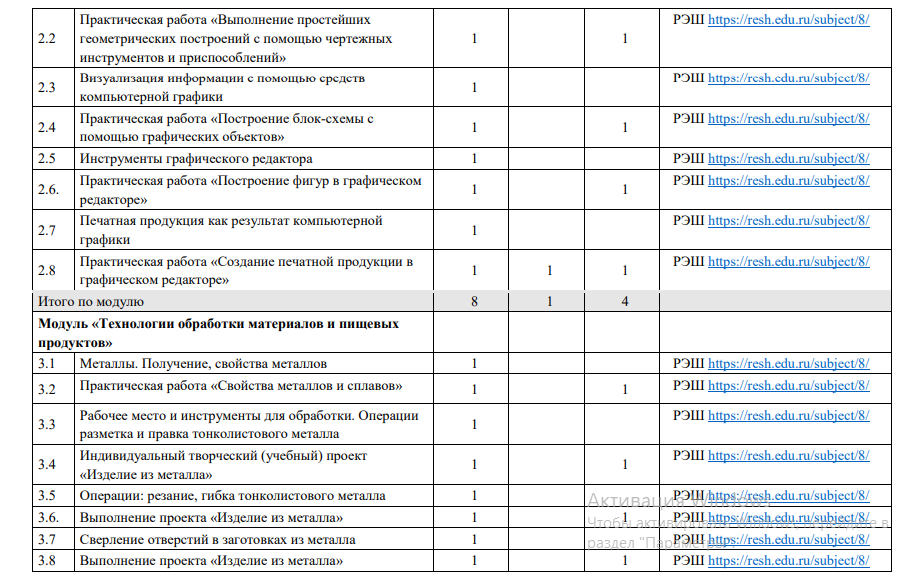 Практическая работа «Выполнение простейших
2.2 геометрических построений с помощью чертежных 1 1 РЭШ https://resh.edu.ru/subject/8/
инструментов и приспособлений»
2.3 Визуализация информации с помощью средств 1 РЭШ https://resh.edu.ru/subject/8/
компьютерной графики
2.4 Практическая работа «Построение блок-схемы с 1 1 РЭШ https://resh.edu.ru/subject/8/
помощью графических объектов»
2.5 Инструменты графического редактора 1 РЭШ https://resh.edu.ru/subject/8/
2.6. Практическая работа «Построение фигур в графическом 1 1 РЭШ https://resh.edu.ru/subject/8/
редакторе»
2.7 Печатная продукция как результат компьютерной 1 РЭШ https://resh.edu.ru/subject/8/
графики
2.8 Практическая работа «Создание печатной продукции в 1 1 1 РЭШ https://resh.edu.ru/subject/8/
графическом редакторе»
Итого по модулю 8 1 4
Модуль «Технологии обработки материалов и пищевых
продуктов»
3.1 Металлы. Получение, свойства металлов 1 РЭШ https://resh.edu.ru/subject/8/
3.2 Практическая работа «Свойства металлов и сплавов» 1 1 РЭШ https://resh.edu.ru/subject/8/
3.3 Рабочее место и инструменты для обработки. Операции 1 РЭШ https://resh.edu.ru/subject/8/
разметка и правка тонколистового металла
3.4 Индивидуальный творческий (учебный) проект 1 1 РЭШ https://resh.edu.ru/subject/8/
«Изделие из металла»
3.5 Операции: резание, гибка тонколистового металла 1 РЭШ https://resh.edu.ru/subject/8/
3.6. Выполнение проекта «Изделие из металла» 1 1 РЭШ https://resh.edu.ru/subject/8/
3.7 Сверление отверстий в заготовках из металла 1 РЭШ https://resh.edu.ru/subject/8/
3.8 Выполнение проекта «Изделие из металла» 1 1 РЭШ https://resh.edu.ru/subject/8/
Активация Windows
Чтобы активировать Windows, перейдите в
раздел "Параметры".